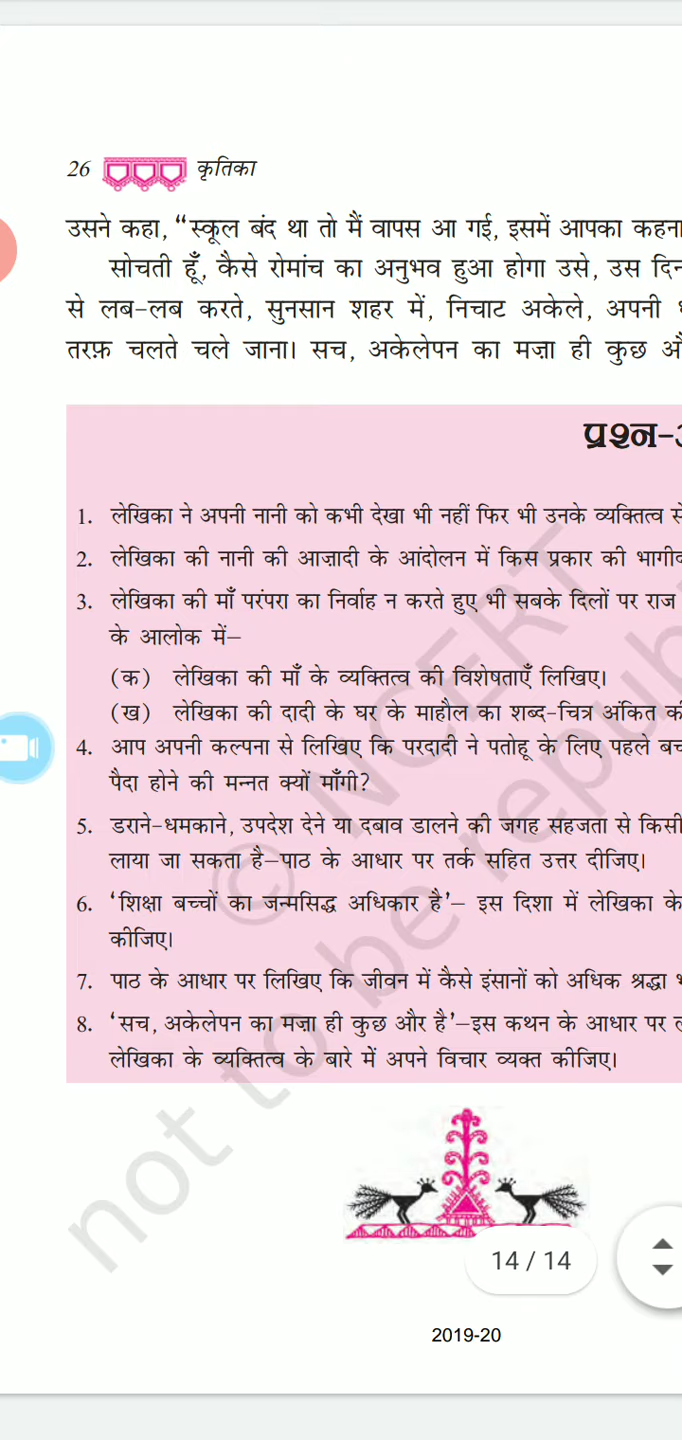 26 कृतिका
उसने कहा, “स्कूल बंद था तो मैं वापस आ गई, इसमें आपका कहना
सोचती हूँ, कैसे रोमांच का अनुभव हुआ होगा उसे, उस दिन
से लब-लब करते, सुनसान शहर में, निचाट अकेले, अपनी
तरफ़ चलते चले जाना। सच, अकेलेपन का मज़ा ही कुछ
प्रश्न-
1. लेखिका ने अपनी नानी को कभी देखा भी नहीं फिर भी उनके व्यक्तित्व से
2. लेखिका की नानी की आज़ादी के आंदोलन में किस प्रकार की
3. लेखिका की माँ परंपरा का निर्वाह न करते हुए भी सबके दिलों पर राज
के आलोक में–
(क) लेखिका की माँ के व्यक्तित्व की विशेषताएँ लिखिए।
(ख) लेखिका की दादी के घर के माहौल का शब्द-चित्र अंकित
4. आप अपनी कल्पना से लिखिए कि परदादी ने पतोहू के लिए पहले
पैदा होने की मन्नत क्यों माँगी?
5. डराने-धमकाने, उपदेश देने या दबाव डालने की जगह सहजता से किसी
लाया जा सकता है–पाठ के आधार पर तर्क सहित उत्तर दीजिए।
6. ‘शिक्षा बच्चों का जन्मसिद्ध अधिकार है’– इस दिशा में लेखिका के
कीजिए।
7. पाठ के आधार पर लिखिए कि जीवन में कैसे इंसानों को अधिक श्रद्धा
8. ‘सच, अकेलेपन का मज़ा ही कुछ और है’–इस कथन के आधार पर
लेखिका के व्यक्तित्व के बारे में अपने विचार व्यक्त कीजिए।
© NCERT
not to be republ
14 / 14
2019-20